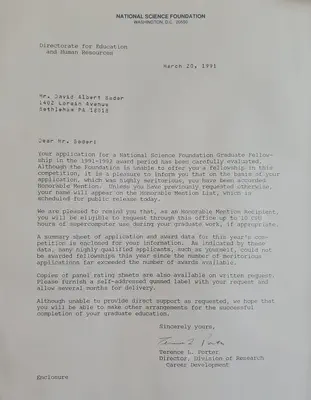 NATIONAL SCIENCE FOUNDATION
WASHINGTON, D.C. 20550
Directorate for Education
and Human Resources
March 20, 1991
Mr. David Albert Sader
1402 Lorain Avenue
Bethlehem PA 18018
Dear Mr. Sader:
Your application for a National Science Foundation Graduate Fellow-
ship in the 1991-1992 award period has been carefully evaluated.
Although the Foundation is unable to offer you a fellowship in this
competition, it is a pleasure to inform you that on the basis of your
application, which was highly meritorious, you have been accorded
Honorable Mention. Unless you have previously requested otherwise,
your name will appear on the Honorable Mention List, which is
scheduled for public release today.
We are pleased to remind you that, as an Honorable Mention Recipient,
you will be eligible to request through this office up to 10 CPU
hours of supercomputer use during your graduate work, if appropriate.
A summary sheet of application and award data for this year's com-
petition is enclosed for your information. As indicated by these
data, many highly qualified applicants, such as yourself, could not
be awarded fellowships this year since the number of meritorious
applications far exceeded the number of awards available.
Copies of panel rating sheets are also available on written request.
Please furnish a self-addressed gummed label with your request and
allow several months for delivery.
Although unable to provide direct support as requested, we hope that
you will be able to make other arrangements for the successful
completion of your graduate education.
Sincerely yours,
Terence L. Porter
Terence L. Porter
Director, Division of Research
Career Development
Enclosure